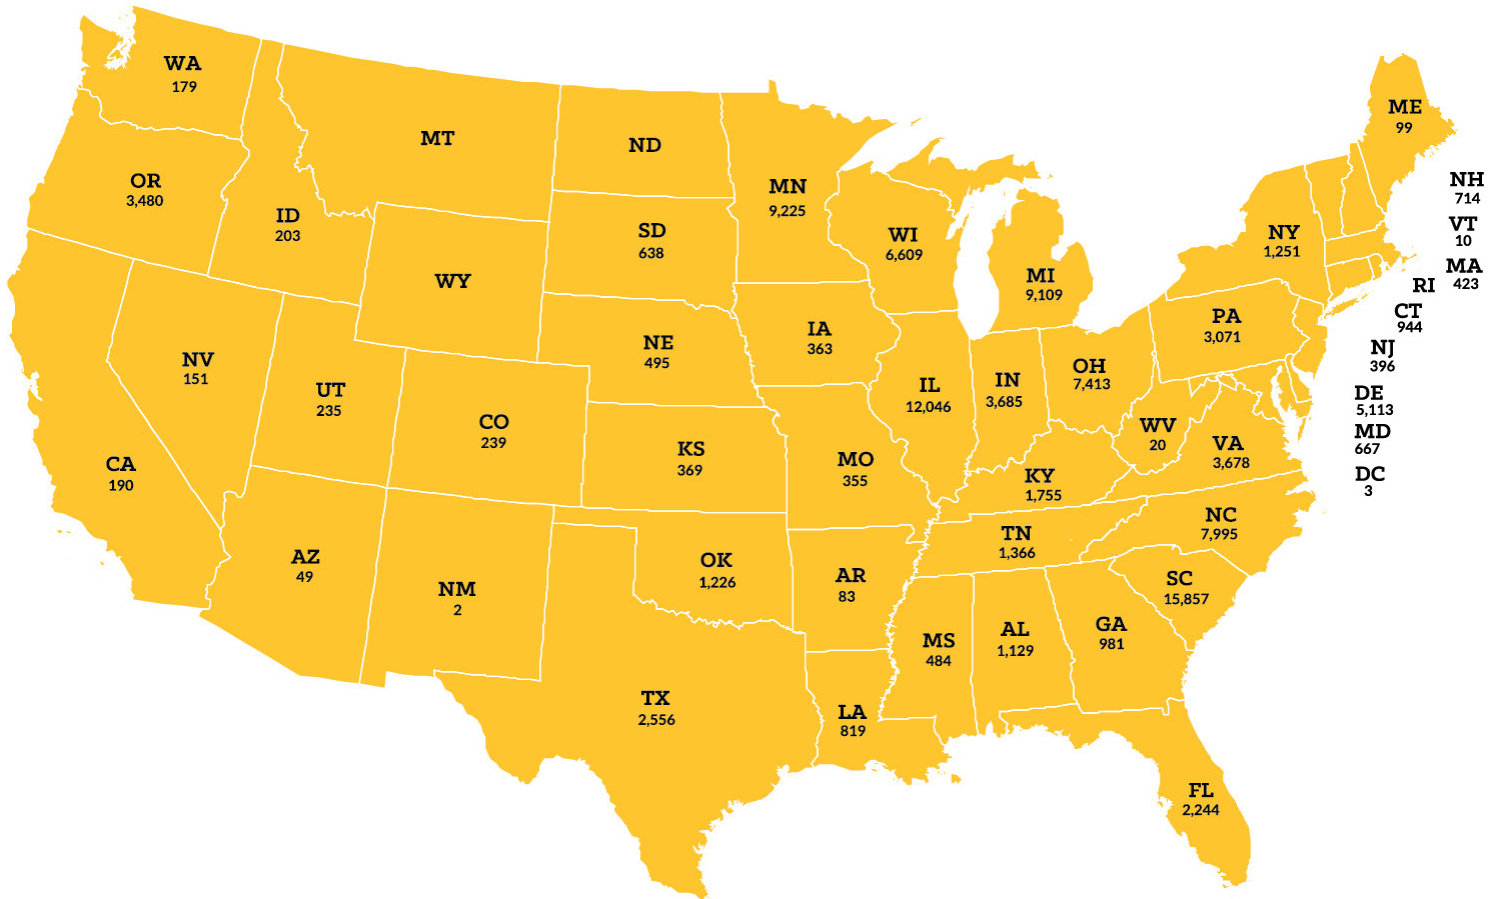 WA
179
MT
ND
OR
3,480
ID
203
MN
9,225
SD
638
WI
6,609
ME
99
NH
714
NY
1,251
VT
10
MA
423
RI
WY
MI
9,109
CT
944
NE
495
IA
363
PA
3,071
NJ
396
NV
151
UT
235
IL
12,046
IN
3,685
OH
7,413
DE
5,113
CO
239
KS
369
MO
355
WV
20
VA
3,678
MD
667
CA
190
KY
1,755
DC
3
AZ
49
NM
2
OK
1,226
AR
83
TN
1,366
NC
7,995
SC
15,857
MS
484
AL
1,129
GA
981
TX
2,556
LA
819
FL
2,244